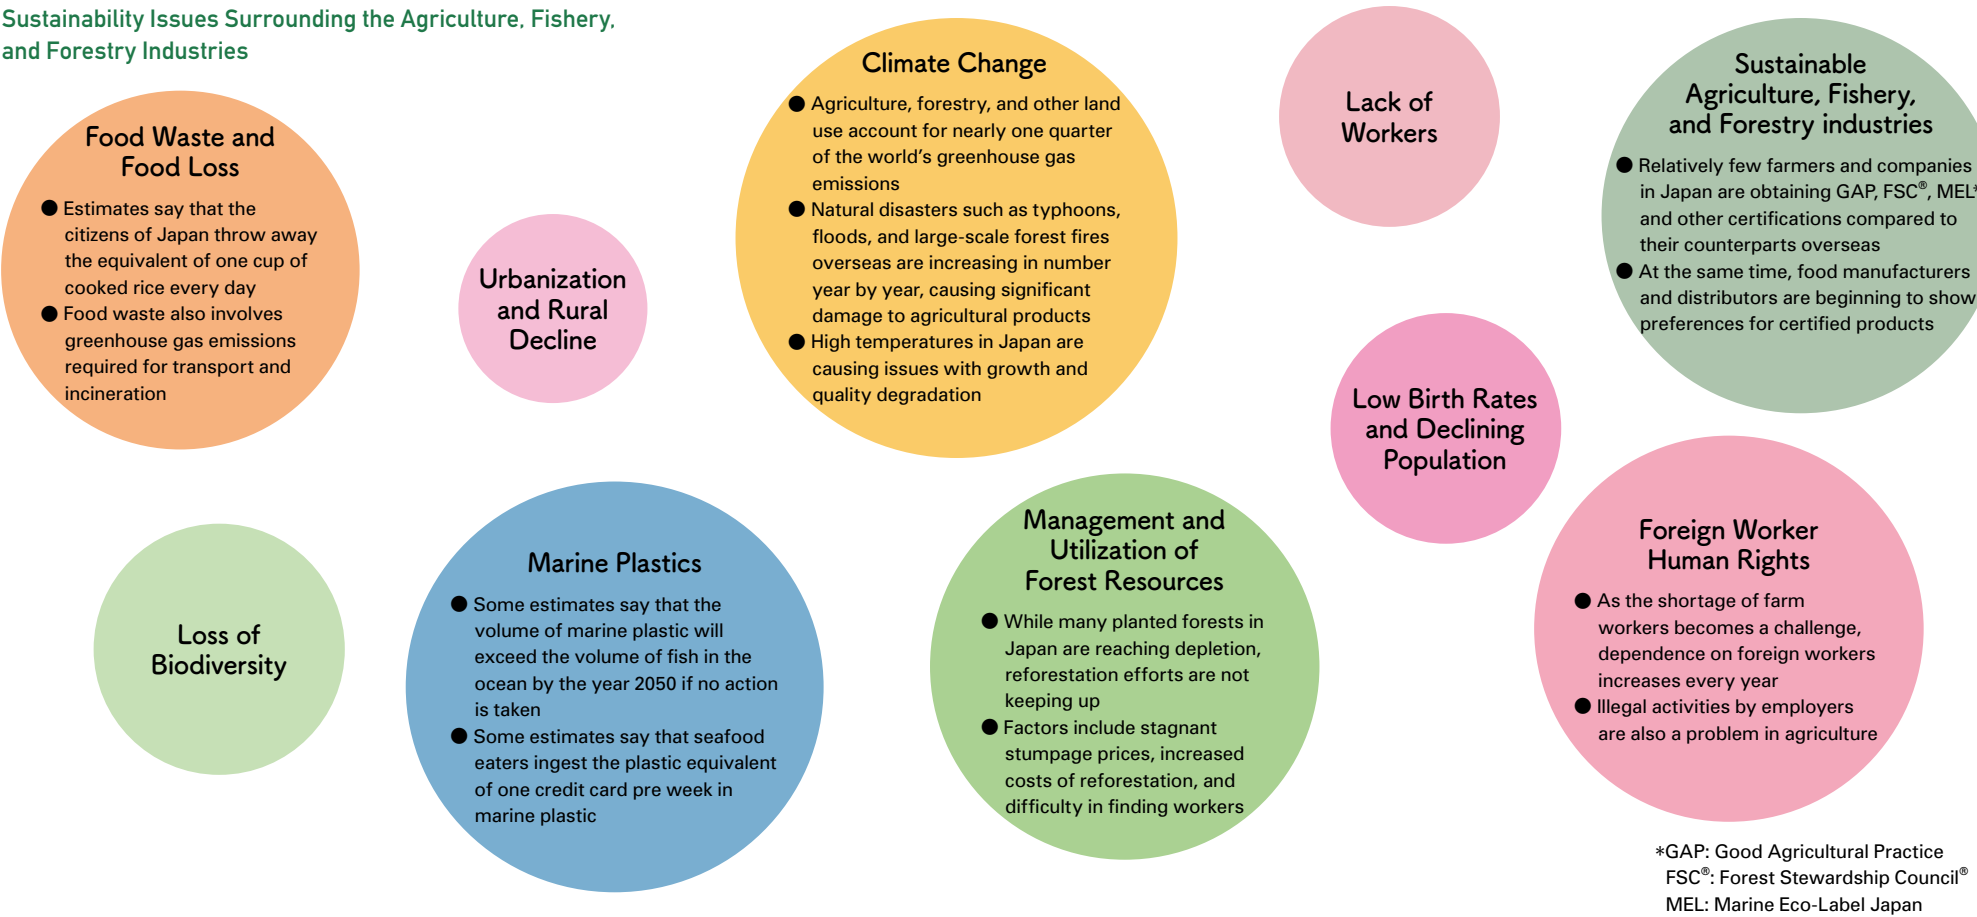 Sustainability Issues Surrounding the Agriculture, Fishery,
and Forestry Industries
Food Waste and
Food Loss
● Estimates say that the
citizens of Japan throw away
the equivalent of one cup of
cooked rice every day
● Food waste also involves
greenhouse gas emissions
required for transport and
incineration
Urbanization
and Rural
Decline
Climate Change
● Agriculture, forestry, and other land
use account for nearly one quarter
of the world's greenhouse gas
emissions
● Natural disasters such as typhoons,
floods, and large-scale forest fires
overseas are increasing in number
year by year, causing significant
damage to agricultural products
● High temperatures in Japan are
causing issues with growth and
quality degradation
Lack of
Workers
Sustainable
Agriculture, Fishery,
and Forestry industries
● Relatively few farmers and companies
in Japan are obtaining GAP, FSC®, MEL*
and other certifications compared to
their counterparts overseas
● At the same time, food manufacturers
and distributors are beginning to show
preferences for certified products
Low Birth Rates
and Declining
Population
Loss of
Biodiversity
Marine Plastics
● Some estimates say that the
volume of marine plastic will
exceed the volume of fish in the
ocean by the year 2050 if no action
is taken
● Some estimates say that seafood
eaters ingest the plastic equivalent
of one credit card pre week in
marine plastic
Management and
Utilization of
Forest Resources
● While many planted forests in
Japan are reaching depletion,
reforestation efforts are not
keeping up
● Factors include stagnant
stumpage prices, increased
costs of reforestation, and
difficulty in finding workers
Foreign Worker
Human Rights
● As the shortage of farm
workers becomes a challenge,
dependence on foreign workers
increases every year
● Illegal activities by employers
are also a problem in agriculture
*GAP: Good Agricultural Practice
FSC®: Forest Stewardship Council®
MEL: Marine Eco-Label Japan